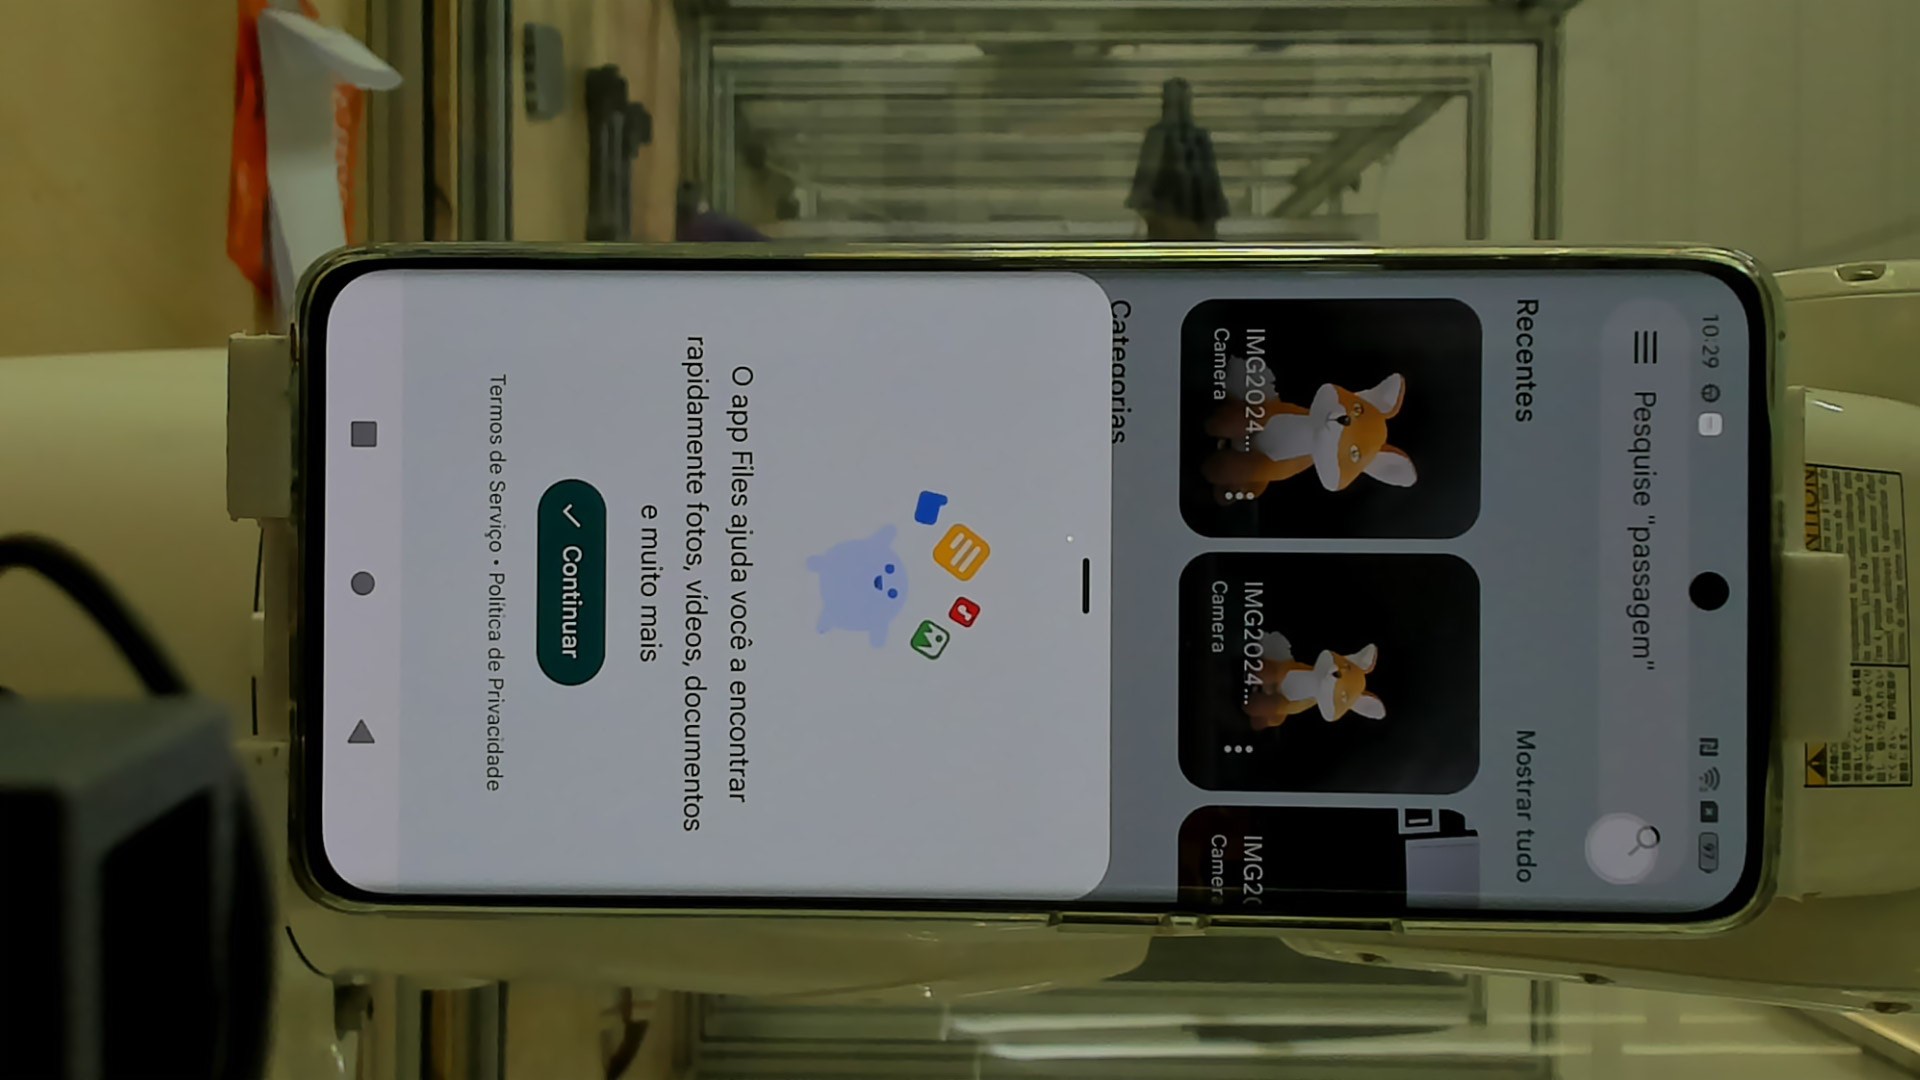 10:29
97
Pesquise "passagem"
Recentes
Mostrar tudo
IMG2024...
Camera
IMG2024...
Camera
IMG20
Camera
Categorias
O app Files ajuda você a encontrar
rapidamente fotos, vídeos, documentos
e muito mais
✓ Continuar
Termos de Serviço • Política de Privacidade